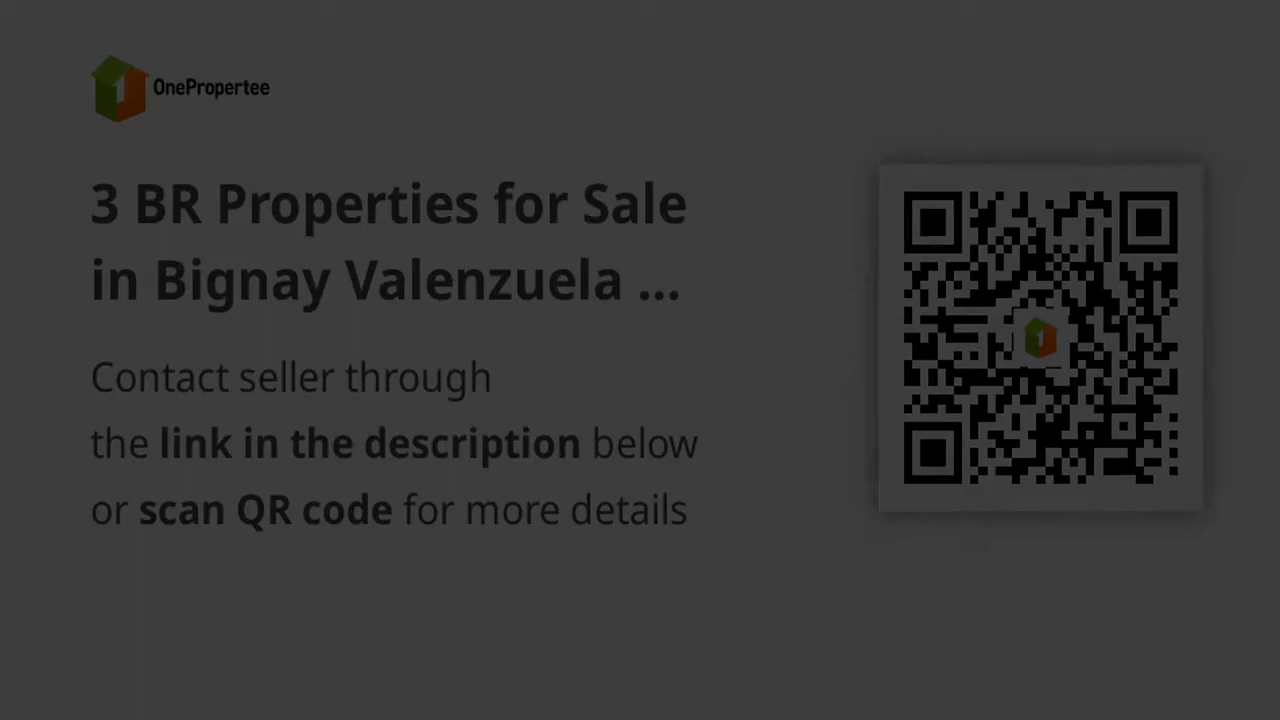 OnePropertee
3 BR Properties for Sale
in Bignay Valenzuela ...
Contact seller through
the link in the description below
or scan QR code for more details